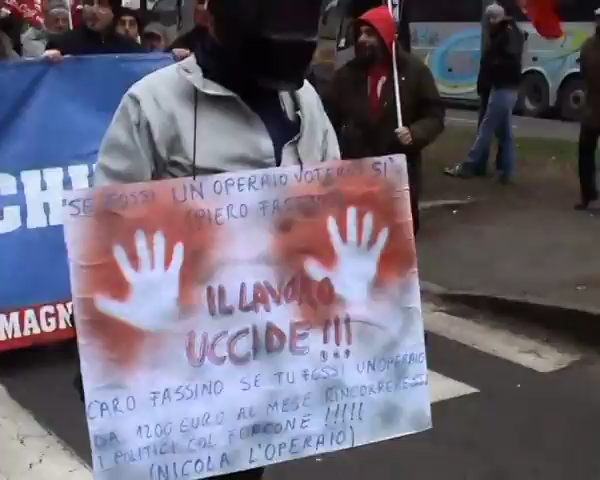 "SE FOSSI UN OPERAIO VOTEREI SI"
(PIERO FASSINO)
IL LAVORO
UCCIDE!!!
CARO FASSINO SE TU FOSSI UN OPERAIO
DA 1200 EURO AL MESE RINCORRERESTI
I POLITICI COL FORCONE !!!!!
(NICOLA L'OPERAIO)
CHI
MAGN